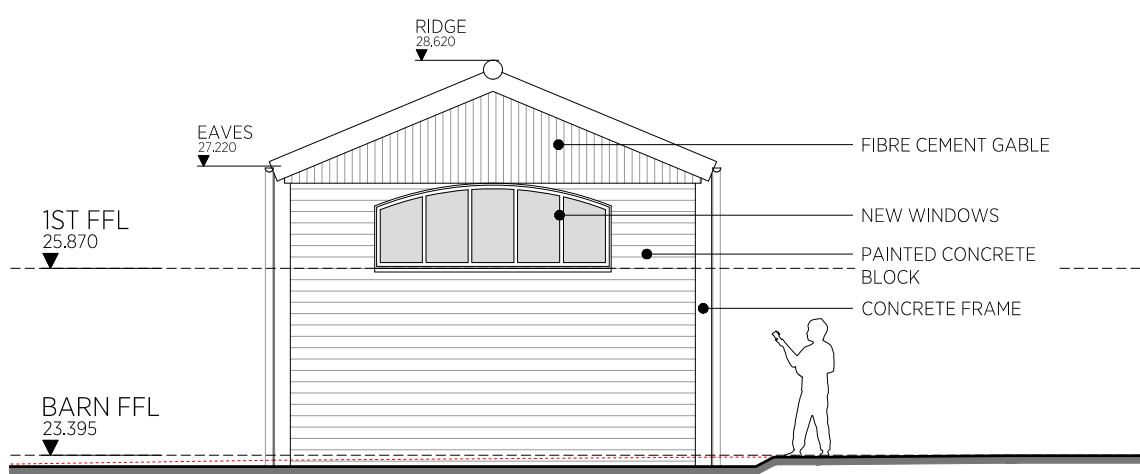 RIDGE
28,620
EAVES
27.220
FIBRE CEMENT GABLE
1ST FFL
25.870
NEW WINDOWS
PAINTED CONCRETE
BLOCK
CONCRETE FRAME
BARN FFL
23.395